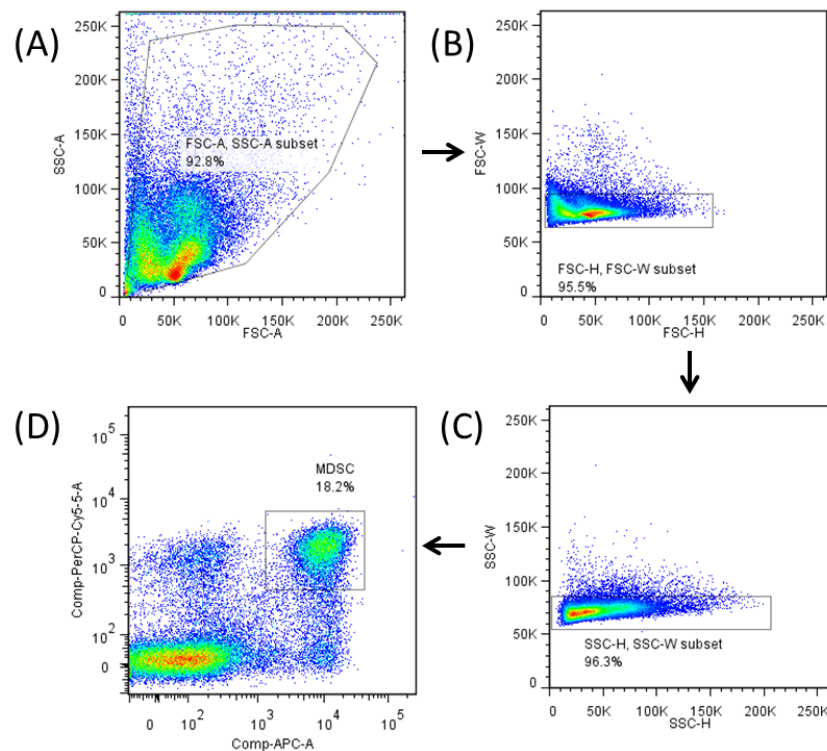 (A)
250K
200K
150K
100K
50K
0
SSC-A
FSC-A, SSC-A subset
92.8%
0 50K 100K 150K 200K 250K
FSC-A
(B)
250K
200K
150K
100K
50K
0
FSC-W
FSC-H, FSC-W subset
95.5%
0 50K 100K 150K 200K 250K
FSC-H
(D)
10^5
10^4
10^3
10^2
0
Comp-PerCP-Cy5-5-A
MDSC
18.2%
0 10^2 10^3 10^4 10^5
Comp-APC-A
(C)
250K
200K
150K
100K
50K
0
SSC-W
SSC-H, SSC-W subset
96.3%
0 50K 100K 150K 200K 250K
SSC-H